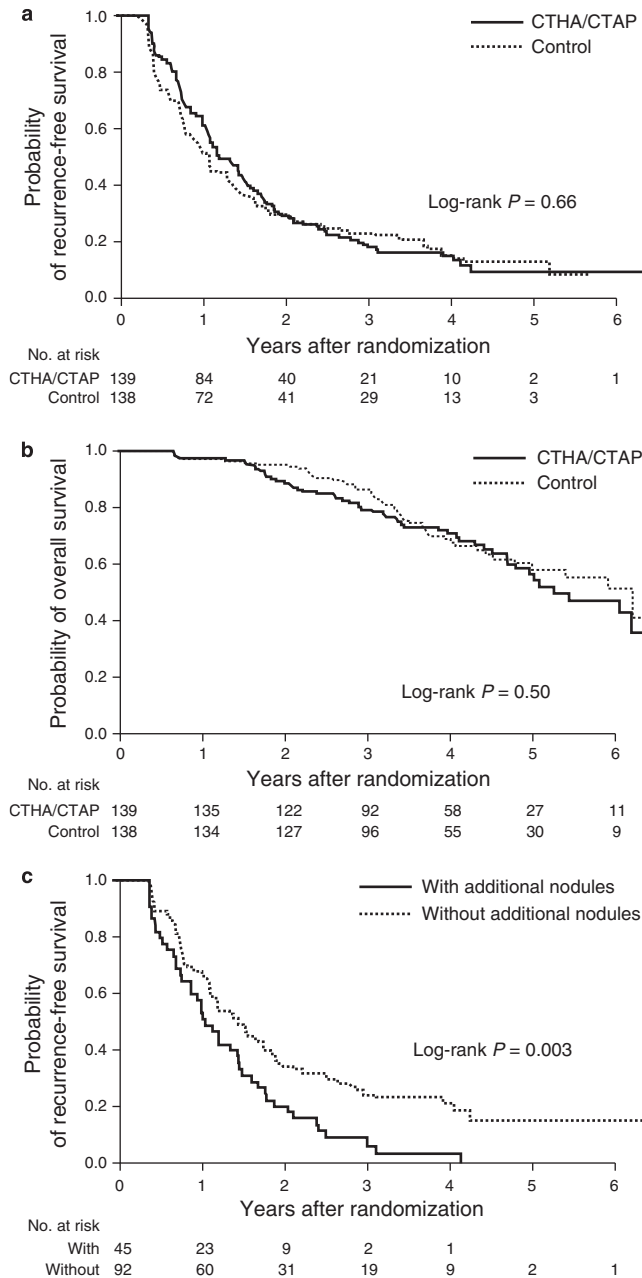 a
CTHA/CTAP
Control
Probability
of recurrence-free survival
1.0
0.8
0.6
0.4
0.2
0.0
Log-rank P = 0.66
0 1 2 3 4 5 6
Years after randomization
No. at risk
CTHA/CTAP 139 84 40 21 10 2 1
Control 138 72 41 29 13 3
b
CTHA/CTAP
Control
Probability of overall survival
1.0
0.8
0.6
0.4
0.2
0.0
Log-rank P = 0.50
0 1 2 3 4 5 6
Years after randomization
No. at risk
CTHA/CTAP 139 135 122 92 58 27 11
Control 138 134 127 96 55 30 9
c
With additional nodules
Without additional nodules
Probability
of recurrence-free survival
1.0
0.8
0.6
0.4
0.2
0.0
Log-rank P = 0.003
0 1 2 3 4 5 6
Years after randomization
No. at risk
With 45 23 9 2 1
Without 92 60 31 19 9 2 1